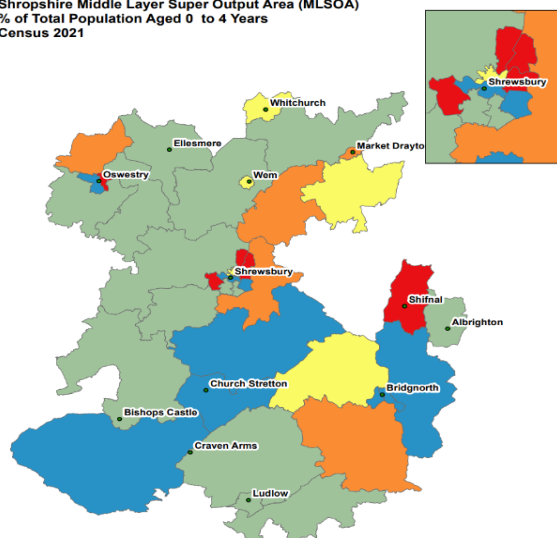 Shropshire Middle Layer Super Output Area (MLSOA)
% of Total Population Aged 0 to 4 Years
Census 2021
Shrewsbury
Whitchurch
Ellesmere
Market Drayto
Oswestry
Wem
Shrewsbury
Shifnal
Albrighton
Church Stretton
Bridgnorth
Bishops Castle
Craven Arms
Ludlow